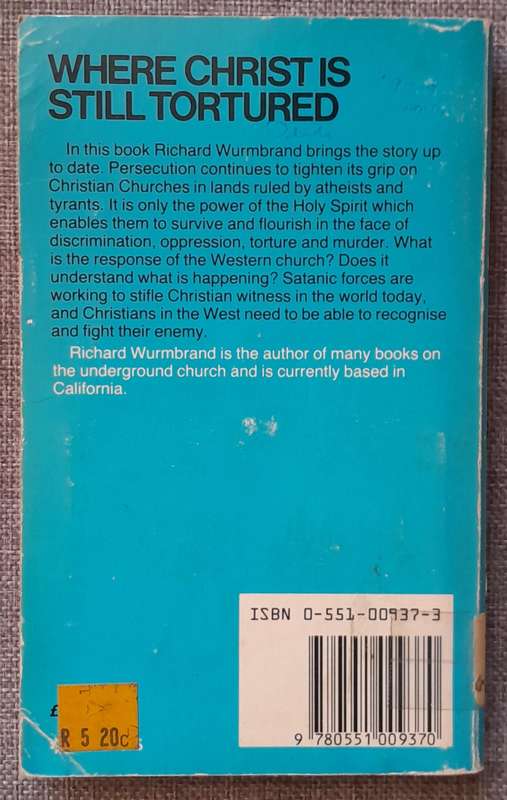 WHERE CHRIST IS
STILL TORTURED
In this book Richard Wurmbrand brings the story up
to date. Persecution continues to tighten its grip on
Christian Churches in lands ruled by atheists and
tyrants. It is only the power of the Holy Spirit which
enables them to survive and flourish in the face of
discrimination, oppression, torture and murder. What
is the response of the Western church? Does it
understand what is happening? Satanic forces are
working to stifle Christian witness in the world today,
and Christians in the West need to be able to recognise
and fight their enemy.
Richard Wurmbrand is the author of many books on
the underground church and is currently based in
California.
ISBN 0-551-00937-3
9 780551 009370
£
R 5 20c